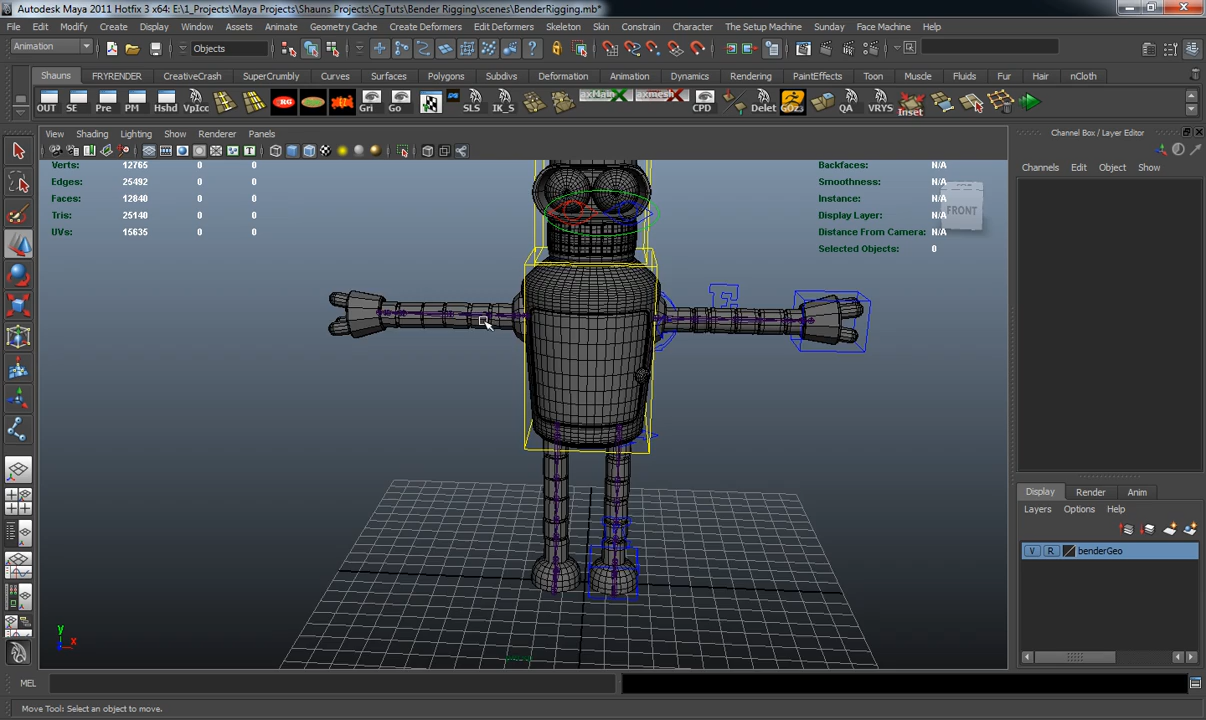 Autodesk Maya 2011 Hotfix 3 x64: E:\1_Projects\Maya Projects\Shauns Projects\CgTuts\Bender Rigging\scenes\BenderRigging.mb*
File Edit Modify Create Display Window Assets Animate Geometry Cache Create Deformers Edit Deformers Skeleton Skin Constrain Character The Setup Machine Sunday Face Machine Help
Animation Objects
Shauns FRYRENDER CreativeCrash SuperCrumbly Curves Surfaces Polygons Subdivs Deformation Animation Dynamics Rendering PaintEffects Toon Muscle Fluids Fur Hair nCloth
OUT SE Pre PM Hshd VpIcc RG Gri Go SLS IK_S axMain axmesh CPD Delet GOz3 QA VRYS Inset
View Shading Lighting Show Renderer Panels
Channel Box / Layer Editor
Channels Edit Object Show
Verts: 12765 0 0
Edges: 25492 0 0
Faces: 12840 0 0
Tris: 25140 0 0
UVs: 15635 0 0
Backfaces: N/A
Smoothness: N/A
Instance: N/A
Display Layer: N/A
Distance From Camera: N/A
Selected Objects: 0
FRONT
y
x
Display Render Anim
Layers Options Help
V R benderGeo
MEL
Move Tool: Select an object to move.